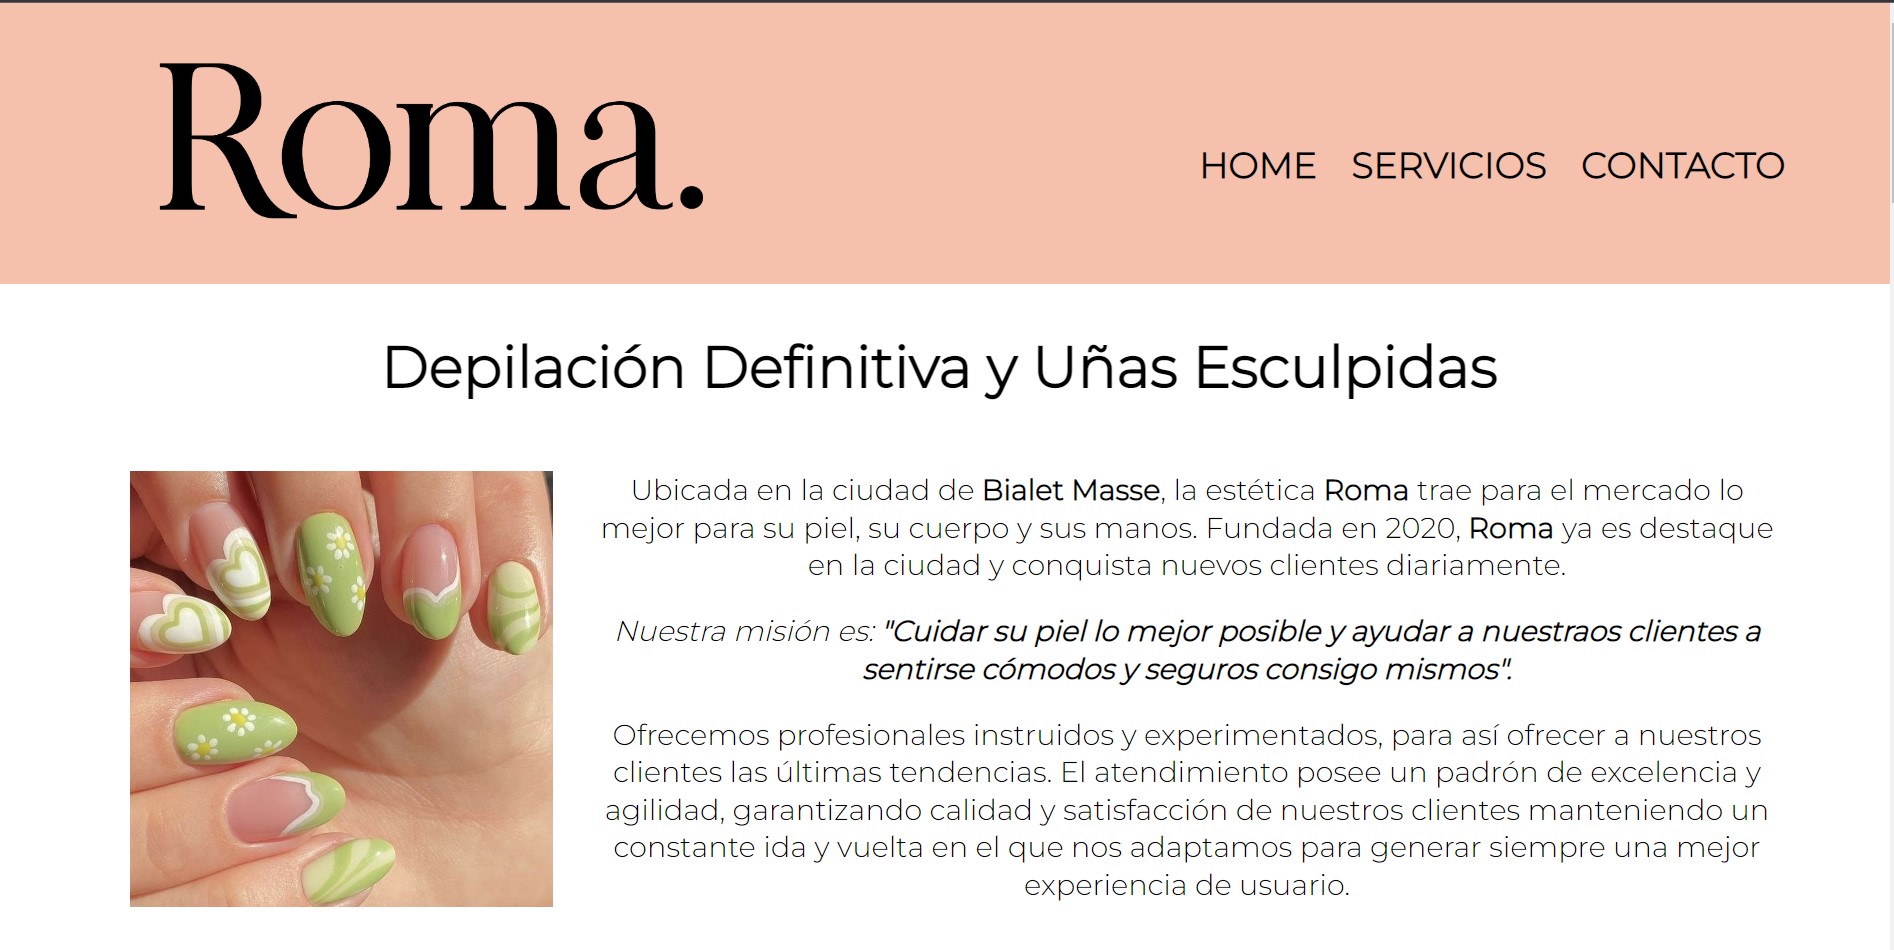 Roma.
HOME SERVICIOS CONTACTO
Depilación Definitiva y Uñas Esculpidas
Ubicada en la ciudad de Bialet Masse, la estética Roma trae para el mercado lo
mejor para su piel, su cuerpo y sus manos. Fundada en 2020, Roma ya es destaque
en la ciudad y conquista nuevos clientes diariamente.
Nuestra misión es: "Cuidar su piel lo mejor posible y ayudar a nuestraos clientes a
sentirse cómodos y seguros consigo mismos".
Ofrecemos profesionales instruidos y experimentados, para así ofrecer a nuestros
clientes las últimas tendencias. El atendimiento posee un padrón de excelencia y
agilidad, garantizando calidad y satisfacción de nuestros clientes manteniendo un
constante ida y vuelta en el que nos adaptamos para generar siempre una mejor
experiencia de usuario.